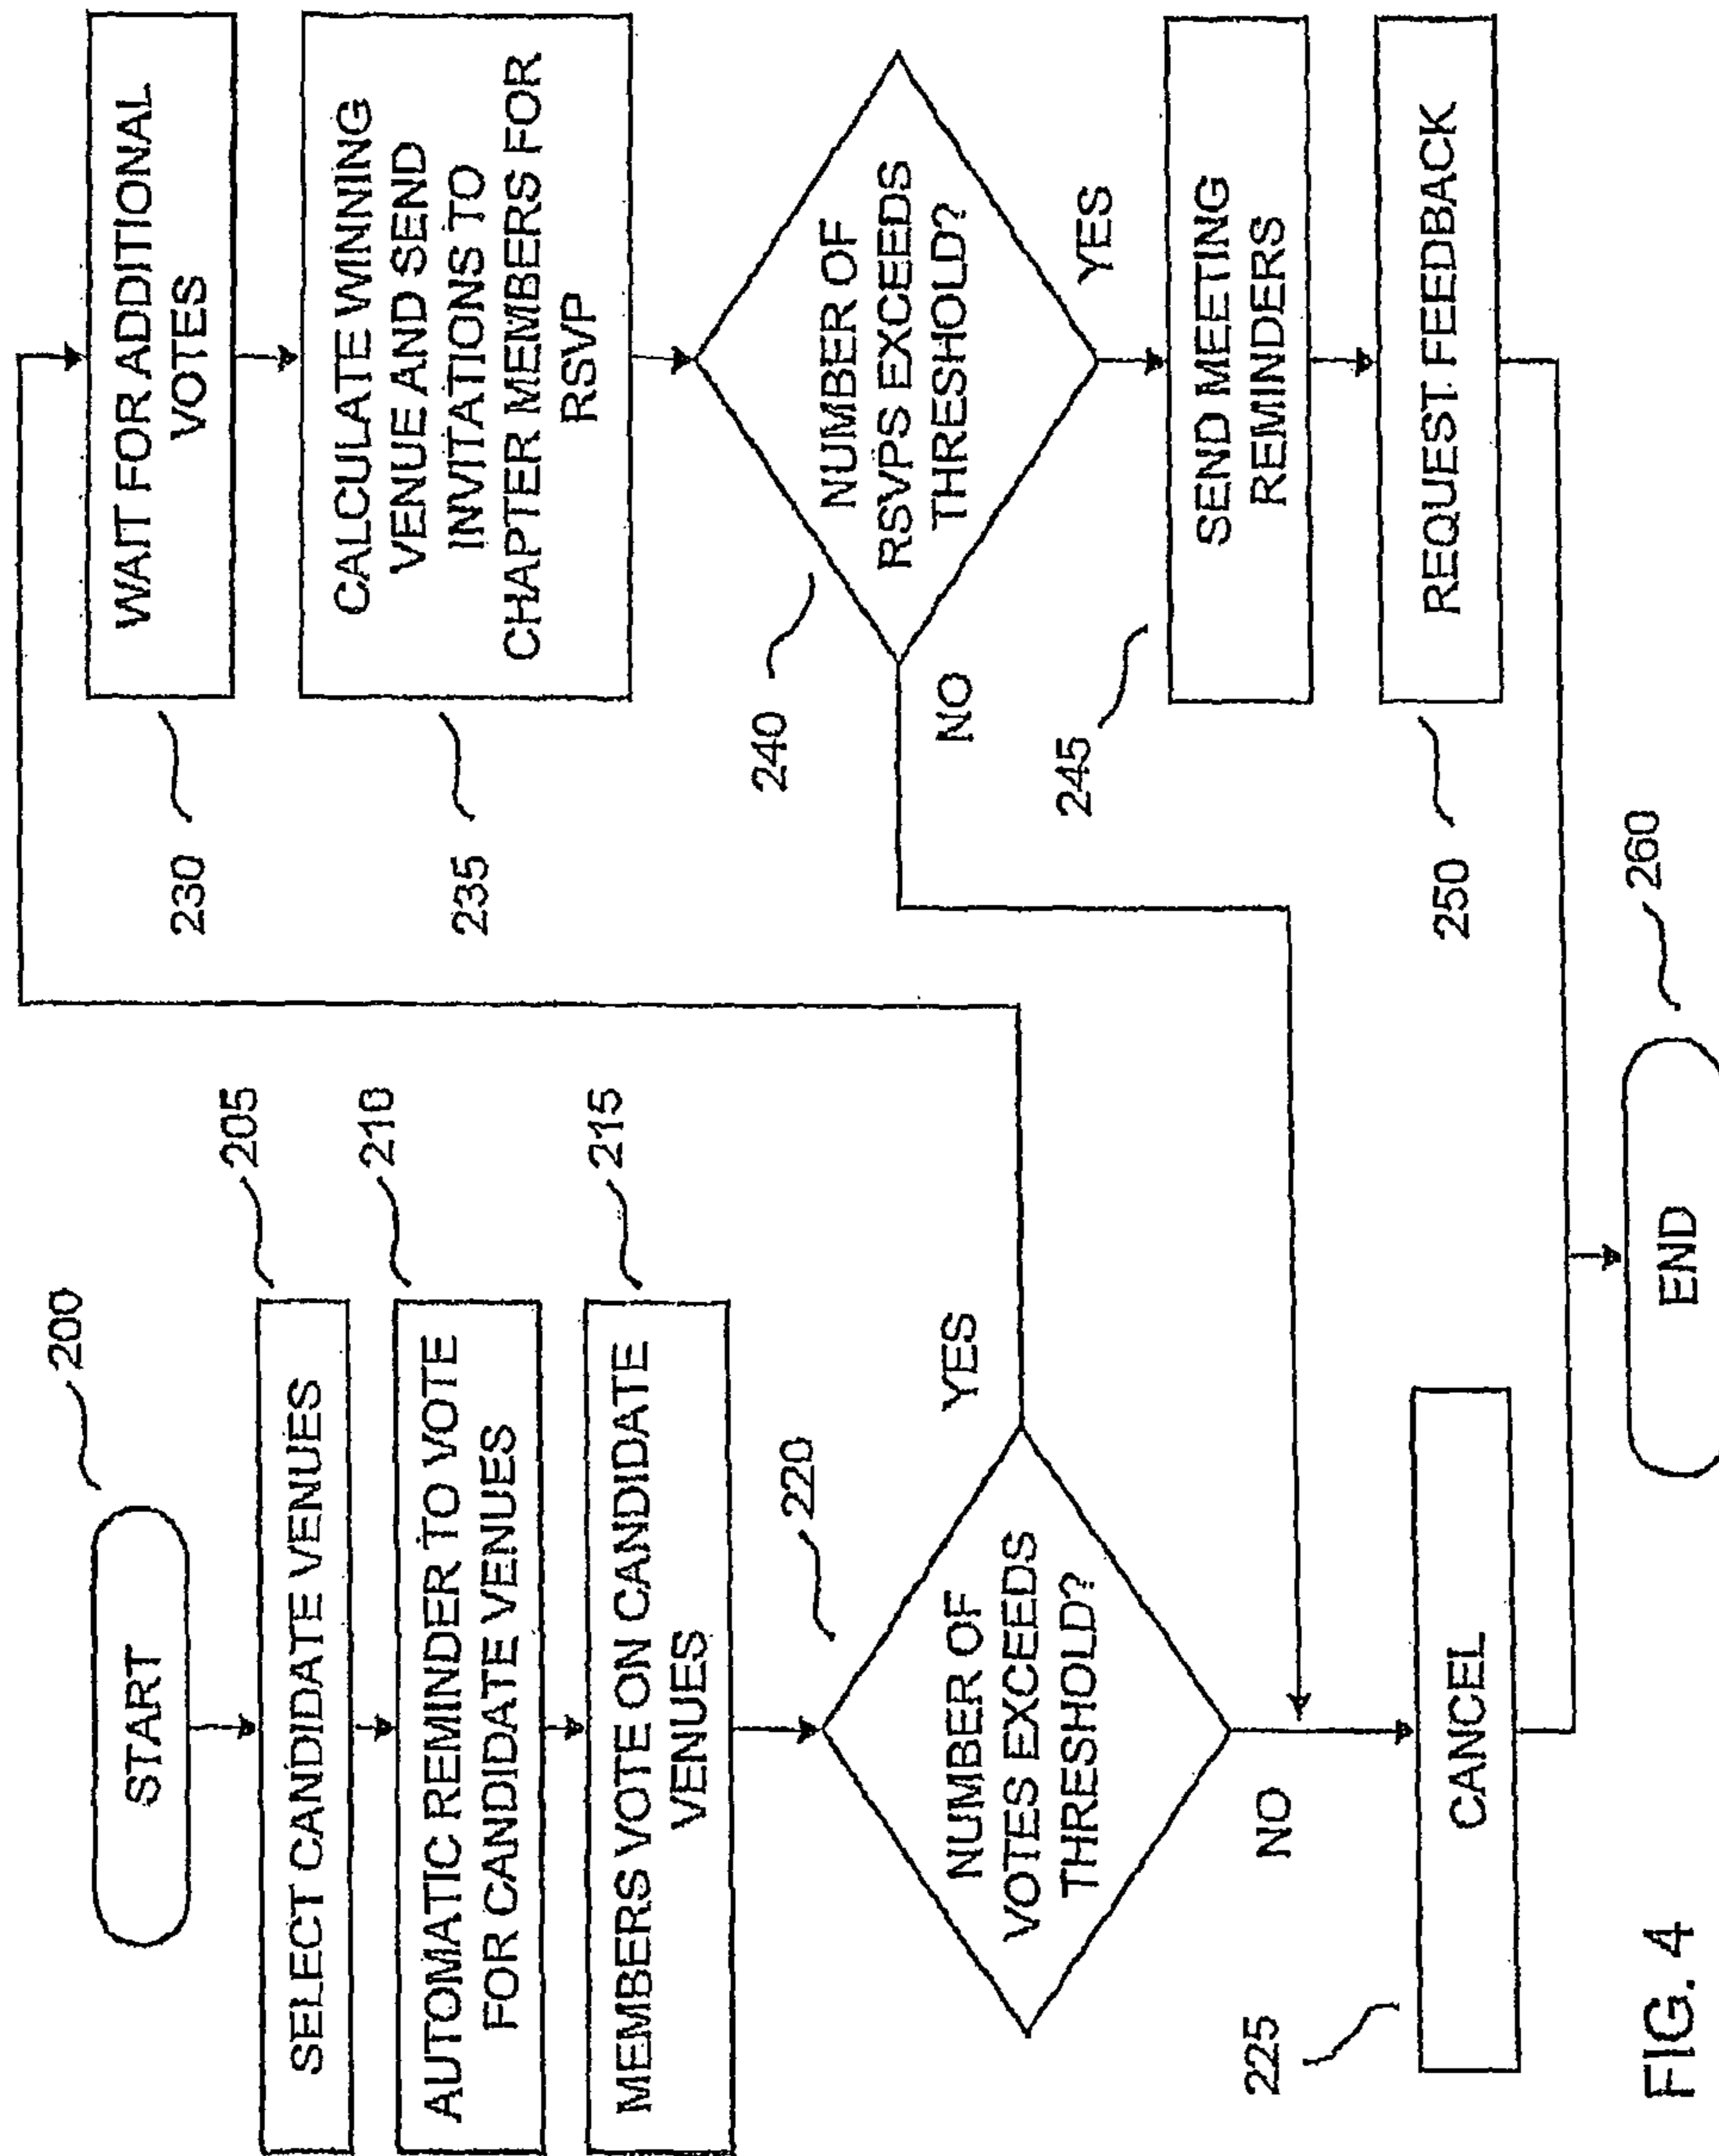 START
200
SELECT CANDIDATE VENUES
205
AUTOMATIC REMINDER TO VOTE
FOR CANDIDATE VENUES
210
MEMBERS VOTE ON CANDIDATE
VENUES
215
NUMBER OF
VOTES EXCEEDS
THRESHOLD?
220
YES
NO
CANCEL
225
WAIT FOR ADDITIONAL
VOTES
230
CALCULATE WINNING
VENUE AND SEND
INVITATIONS TO
CHAPTER MEMBERS FOR
RSVP
235
NUMBER OF
RSVPS EXCEEDS
THRESHOLD?
240
NO
YES
SEND MEETING
REMINDERS
245
REQUEST FEEDBACK
250
END
260
FIG. 4